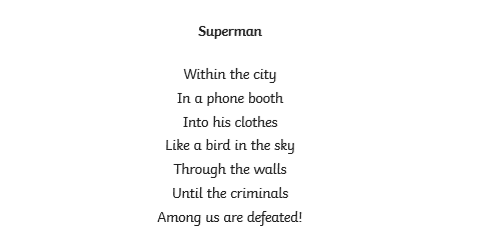 Superman
Within the city
In a phone booth
Into his clothes
Like a bird in the sky
Through the walls
Until the criminals
Among us are defeated!